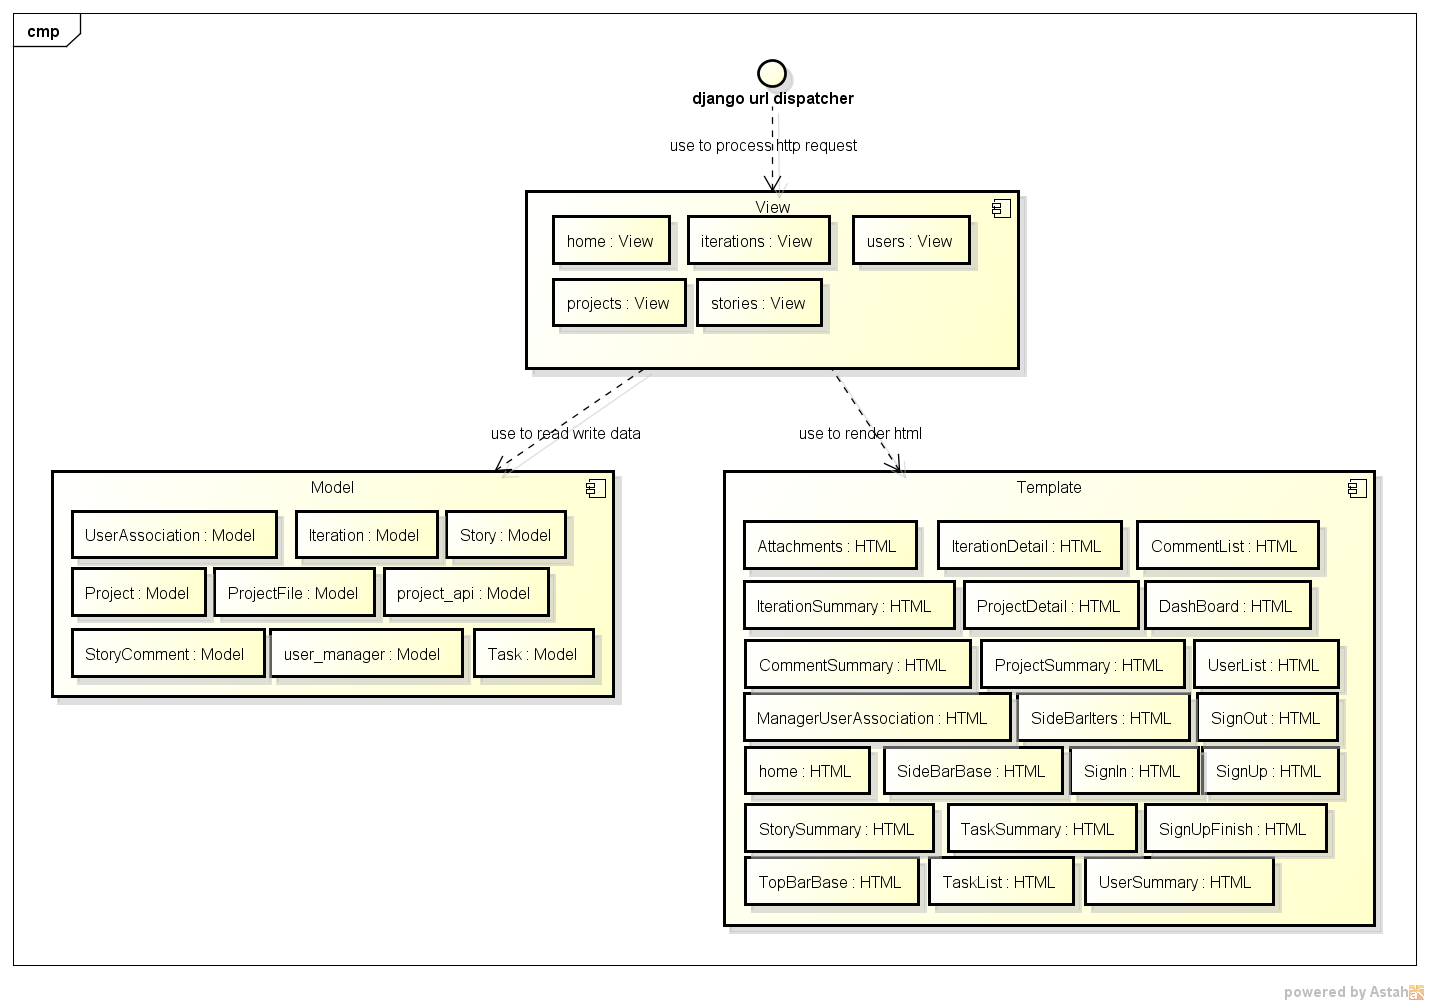 cmp
django url dispatcher
use to process http request
View
home : View
iterations : View
users : View
projects : View
stories : View
use to read write data
use to render html
Model
UserAssociation : Model
Iteration : Model
Story : Model
Project : Model
ProjectFile : Model
project_api : Model
StoryComment : Model
user_manager : Model
Task : Model
Template
Attachments : HTML
IterationDetail : HTML
CommentList : HTML
IterationSummary : HTML
ProjectDetail : HTML
DashBoard : HTML
CommentSummary : HTML
ProjectSummary : HTML
UserList : HTML
ManagerUserAssociation : HTML
SideBarIters : HTML
SignOut : HTML
home : HTML
SideBarBase : HTML
SignIn : HTML
SignUp : HTML
StorySummary : HTML
TaskSummary : HTML
SignUpFinish : HTML
TopBarBase : HTML
TaskList : HTML
UserSummary : HTML
powered by Astah